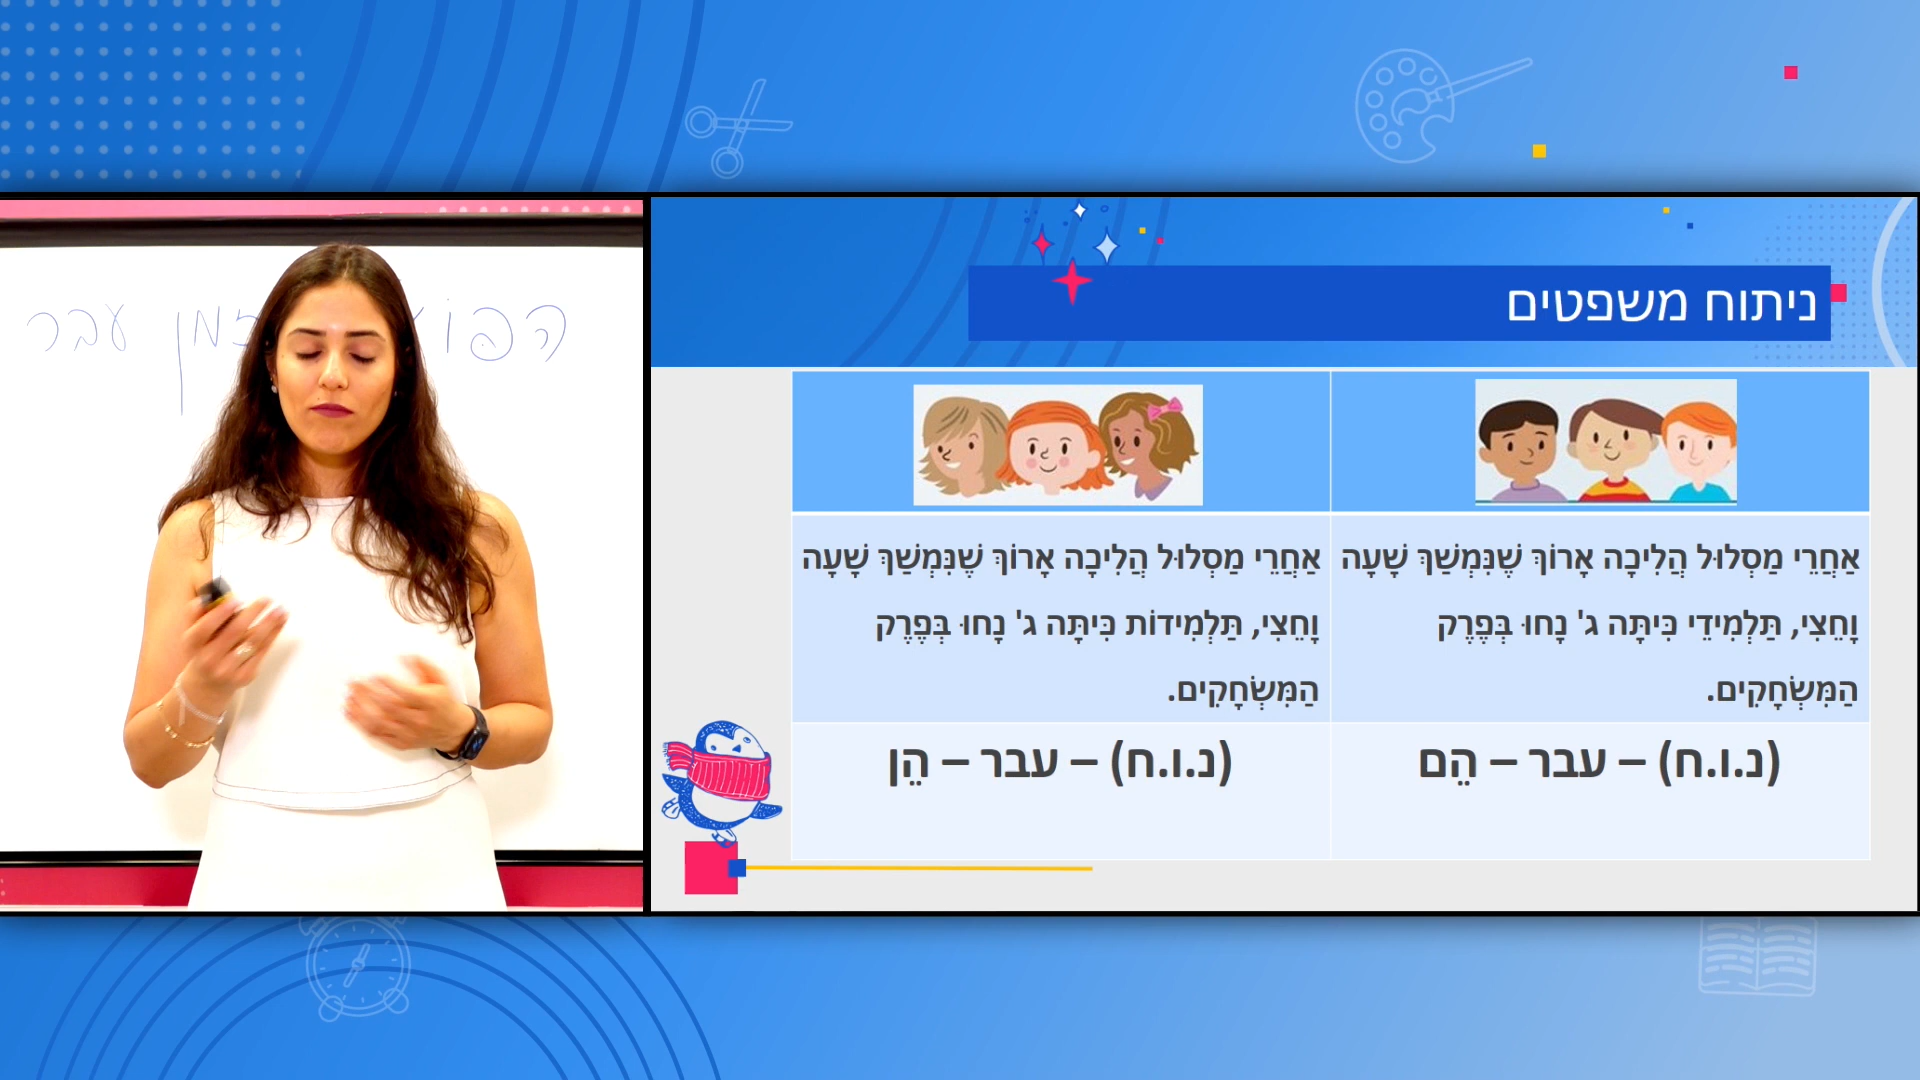 ניתוח משפטים
אַחֲרֵי מַסְלוּל הֲלִיכָה אָרוֹךְ שֶׁנִּמְשַׁךְ שָׁעָה
וָחֵצִי, תַּלְמִידֵי כִּיתָּה ג' נָחוּ בְּפֶרֶק
הַמִּשְׂחָקִים.
(נ.ו.ח) – עבר – הֵם
אַחֲרֵי מַסְלוּל הֲלִיכָה אָרוֹךְ שֶׁנִּמְשַׁךְ שָׁעָה
וָחֵצִי, תַּלְמִידוֹת כִּיתָּה ג' נָחוּ בְּפֶרֶק
הַמִּשְׂחָקִים.
(נ.ו.ח) – עבר – הֵן
עבר